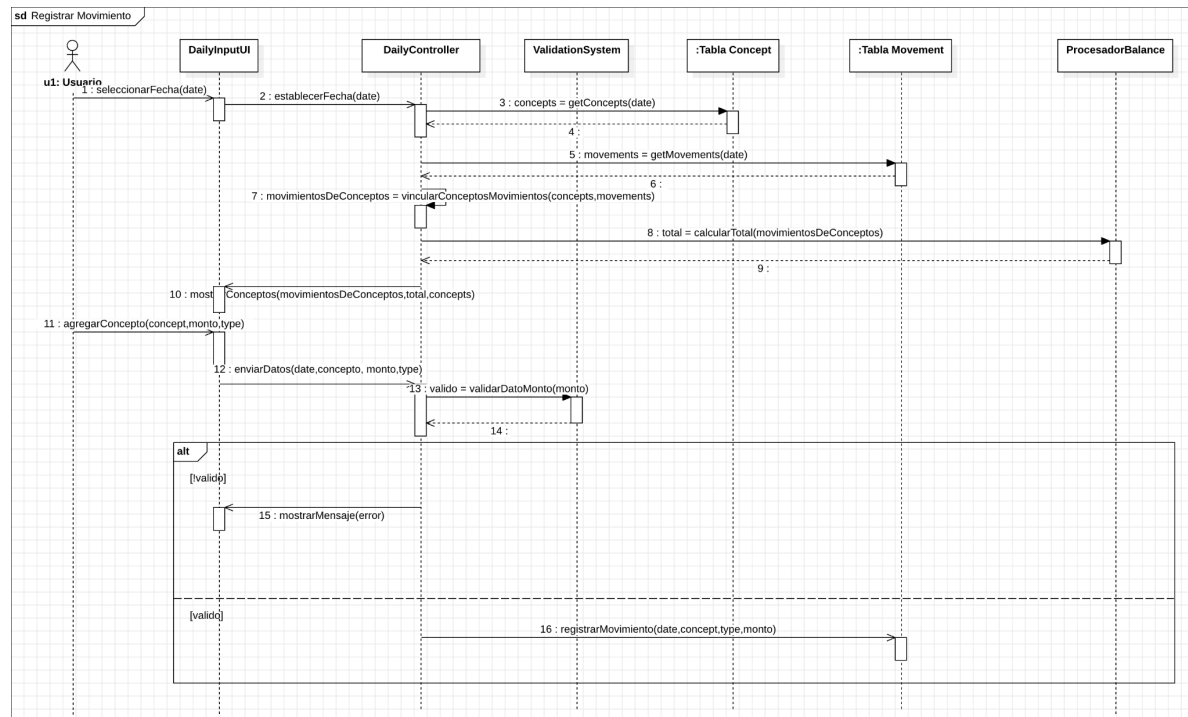 sd Registrar Movimiento
u1: Usuario
DailyInputUI
DailyController
ValidationSystem
:Tabla Concept
:Tabla Movement
ProcesadorBalance
1 : seleccionarFecha(date)
2 : establecerFecha(date)
3 : concepts = getConcepts(date)
4 :
5 : movements = getMovements(date)
6 :
7 : movimientosDeConceptos = vincularConceptosMovimientos(concepts,movements)
8 : total = calcularTotal(movimientosDeConceptos)
9 :
10 : mostrarConceptos(movimientosDeConceptos,total,concepts)
11 : agregarConcepto(concept,monto,type)
12 : enviarDatos(date,concepto, monto,type)
13 : valido = validarDatoMonto(monto)
14 :
alt
[!valido]
15 : mostrarMensaje(error)
[valido]
16 : registrarMovimiento(date,concept,type,monto)